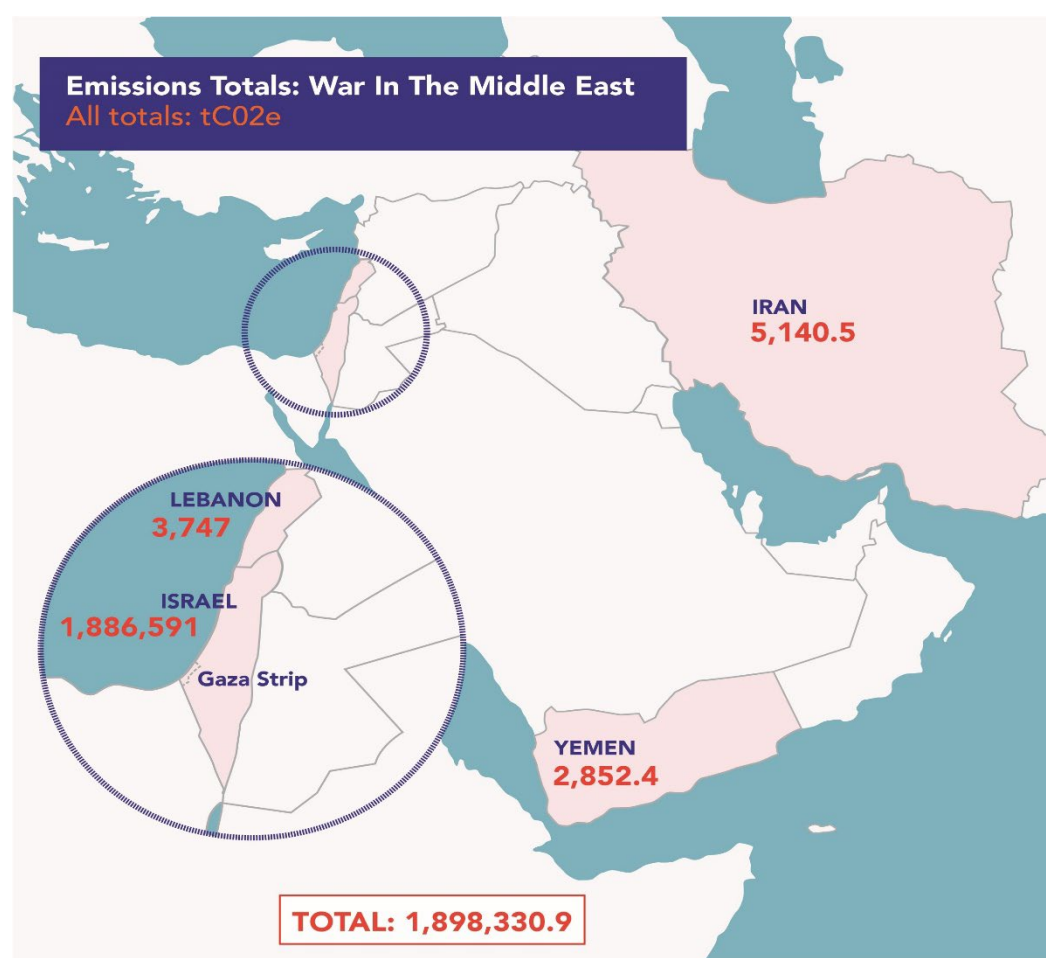 Emissions Totals: War In The Middle East
All totals: tC02e
IRAN
5,140.5
LEBANON
3,747
ISRAEL
1,886,591
Gaza Strip
YEMEN
2,852.4
TOTAL: 1,898,330.9